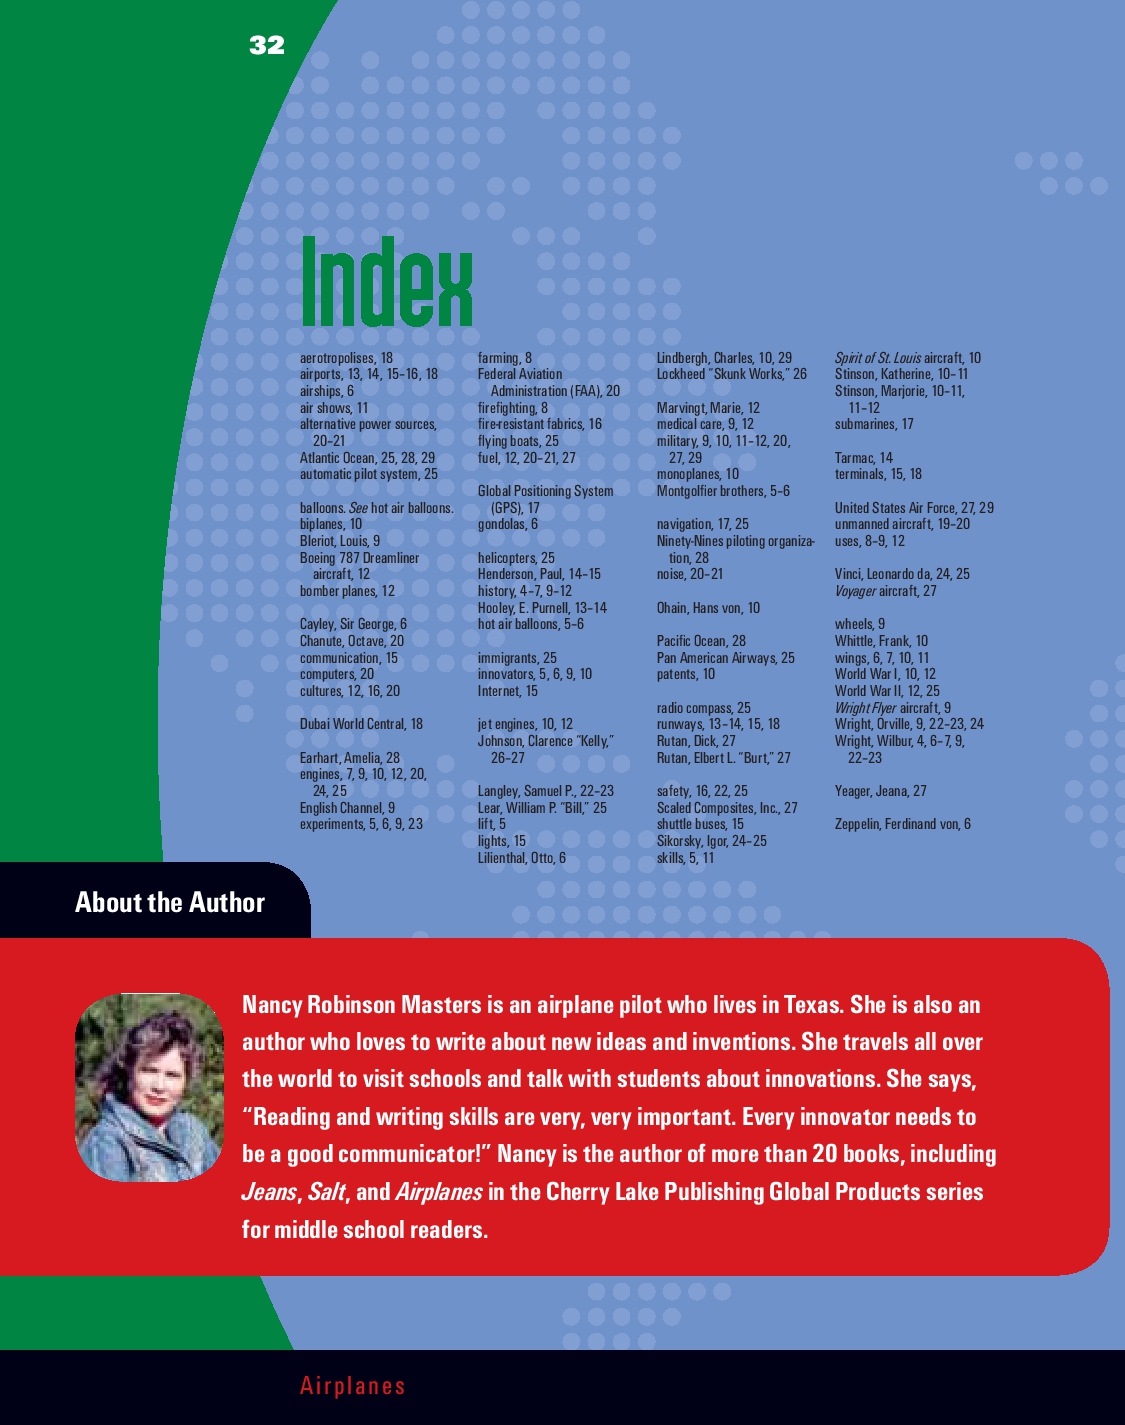 32
Index
aerotropolises, 18
airports, 13, 14, 15–16, 18
airships, 6
air shows, 11
alternative power sources,
20–21
Atlantic Ocean, 25, 28, 29
automatic pilot system, 25
balloons. See hot air balloons.
biplanes, 10
Bleriot, Louis, 9
Boeing 787 Dreamliner
aircraft, 12
bomber planes, 12
Cayley, Sir George, 6
Chanute, Octave, 20
communication, 15
computers, 20
cultures, 12, 16, 20
Dubai World Central, 18
Earhart, Amelia, 28
engines, 7, 9, 10, 12, 20,
24, 25
English Channel, 9
experiments, 5, 6, 9, 23
farming, 8
Federal Aviation
Administration (FAA), 20
firefighting, 8
fire-resistant fabrics, 16
flying boats, 25
fuel, 12, 20–21, 27
Global Positioning System
(GPS), 17
gondolas, 6
helicopters, 25
Henderson, Paul, 14–15
history, 4–7, 9–12
Hooley, E. Purnell, 13–14
hot air balloons, 5–6
immigrants, 25
innovators, 5, 6, 9, 10
Internet, 15
jet engines, 10, 12
Johnson, Clarence “Kelly,”
26–27
Langley, Samuel P., 22–23
Lear, William P. “Bill,” 25
lift, 5
lights, 15
Lilienthal, Otto, 6
Lindbergh, Charles, 10, 29
Lockheed “Skunk Works,” 26
Marvingt, Marie, 12
medical care, 9, 12
military, 9, 10, 11–12, 20,
27, 29
monoplanes, 10
Montgolfier brothers, 5–6
navigation, 17, 25
Ninety-Nines piloting organiza-
tion, 28
noise, 20–21
Ohain, Hans von, 10
Pacific Ocean, 28
Pan American Airways, 25
patents, 10
radio compass, 25
runways, 13–14, 15, 18
Rutan, Dick, 27
Rutan, Elbert L. “Burt,” 27
safety, 16, 22, 25
Scaled Composites, Inc., 27
shuttle buses, 15
Sikorsky, Igor, 24–25
skills, 5, 11
Spirit of St. Louis aircraft, 10
Stinson, Katherine, 10–11
Stinson, Marjorie, 10–11,
11–12
submarines, 17
Tarmac, 14
terminals, 15, 18
United States Air Force, 27, 29
unmanned aircraft, 19–20
uses, 8–9, 12
Vinci, Leonardo da, 24, 25
Voyager aircraft, 27
wheels, 9
Whittle, Frank, 10
wings, 6, 7, 10, 11
World War I, 10, 12
World War II, 12, 25
Wright Flyer aircraft, 9
Wright, Orville, 9, 22–23, 24
Wright, Wilbur, 4, 6–7, 9,
22–23
Yeager, Jeana, 27
Zeppelin, Ferdinand von, 6
About the Author
Nancy Robinson Masters is an airplane pilot who lives in Texas. She is also an
author who loves to write about new ideas and inventions. She travels all over
the world to visit schools and talk with students about innovations. She says,
“Reading and writing skills are very, very important. Every innovator needs to
be a good communicator!” Nancy is the author of more than 20 books, including
Jeans, Salt, and Airplanes in the Cherry Lake Publishing Global Products series
for middle school readers.
Airplanes